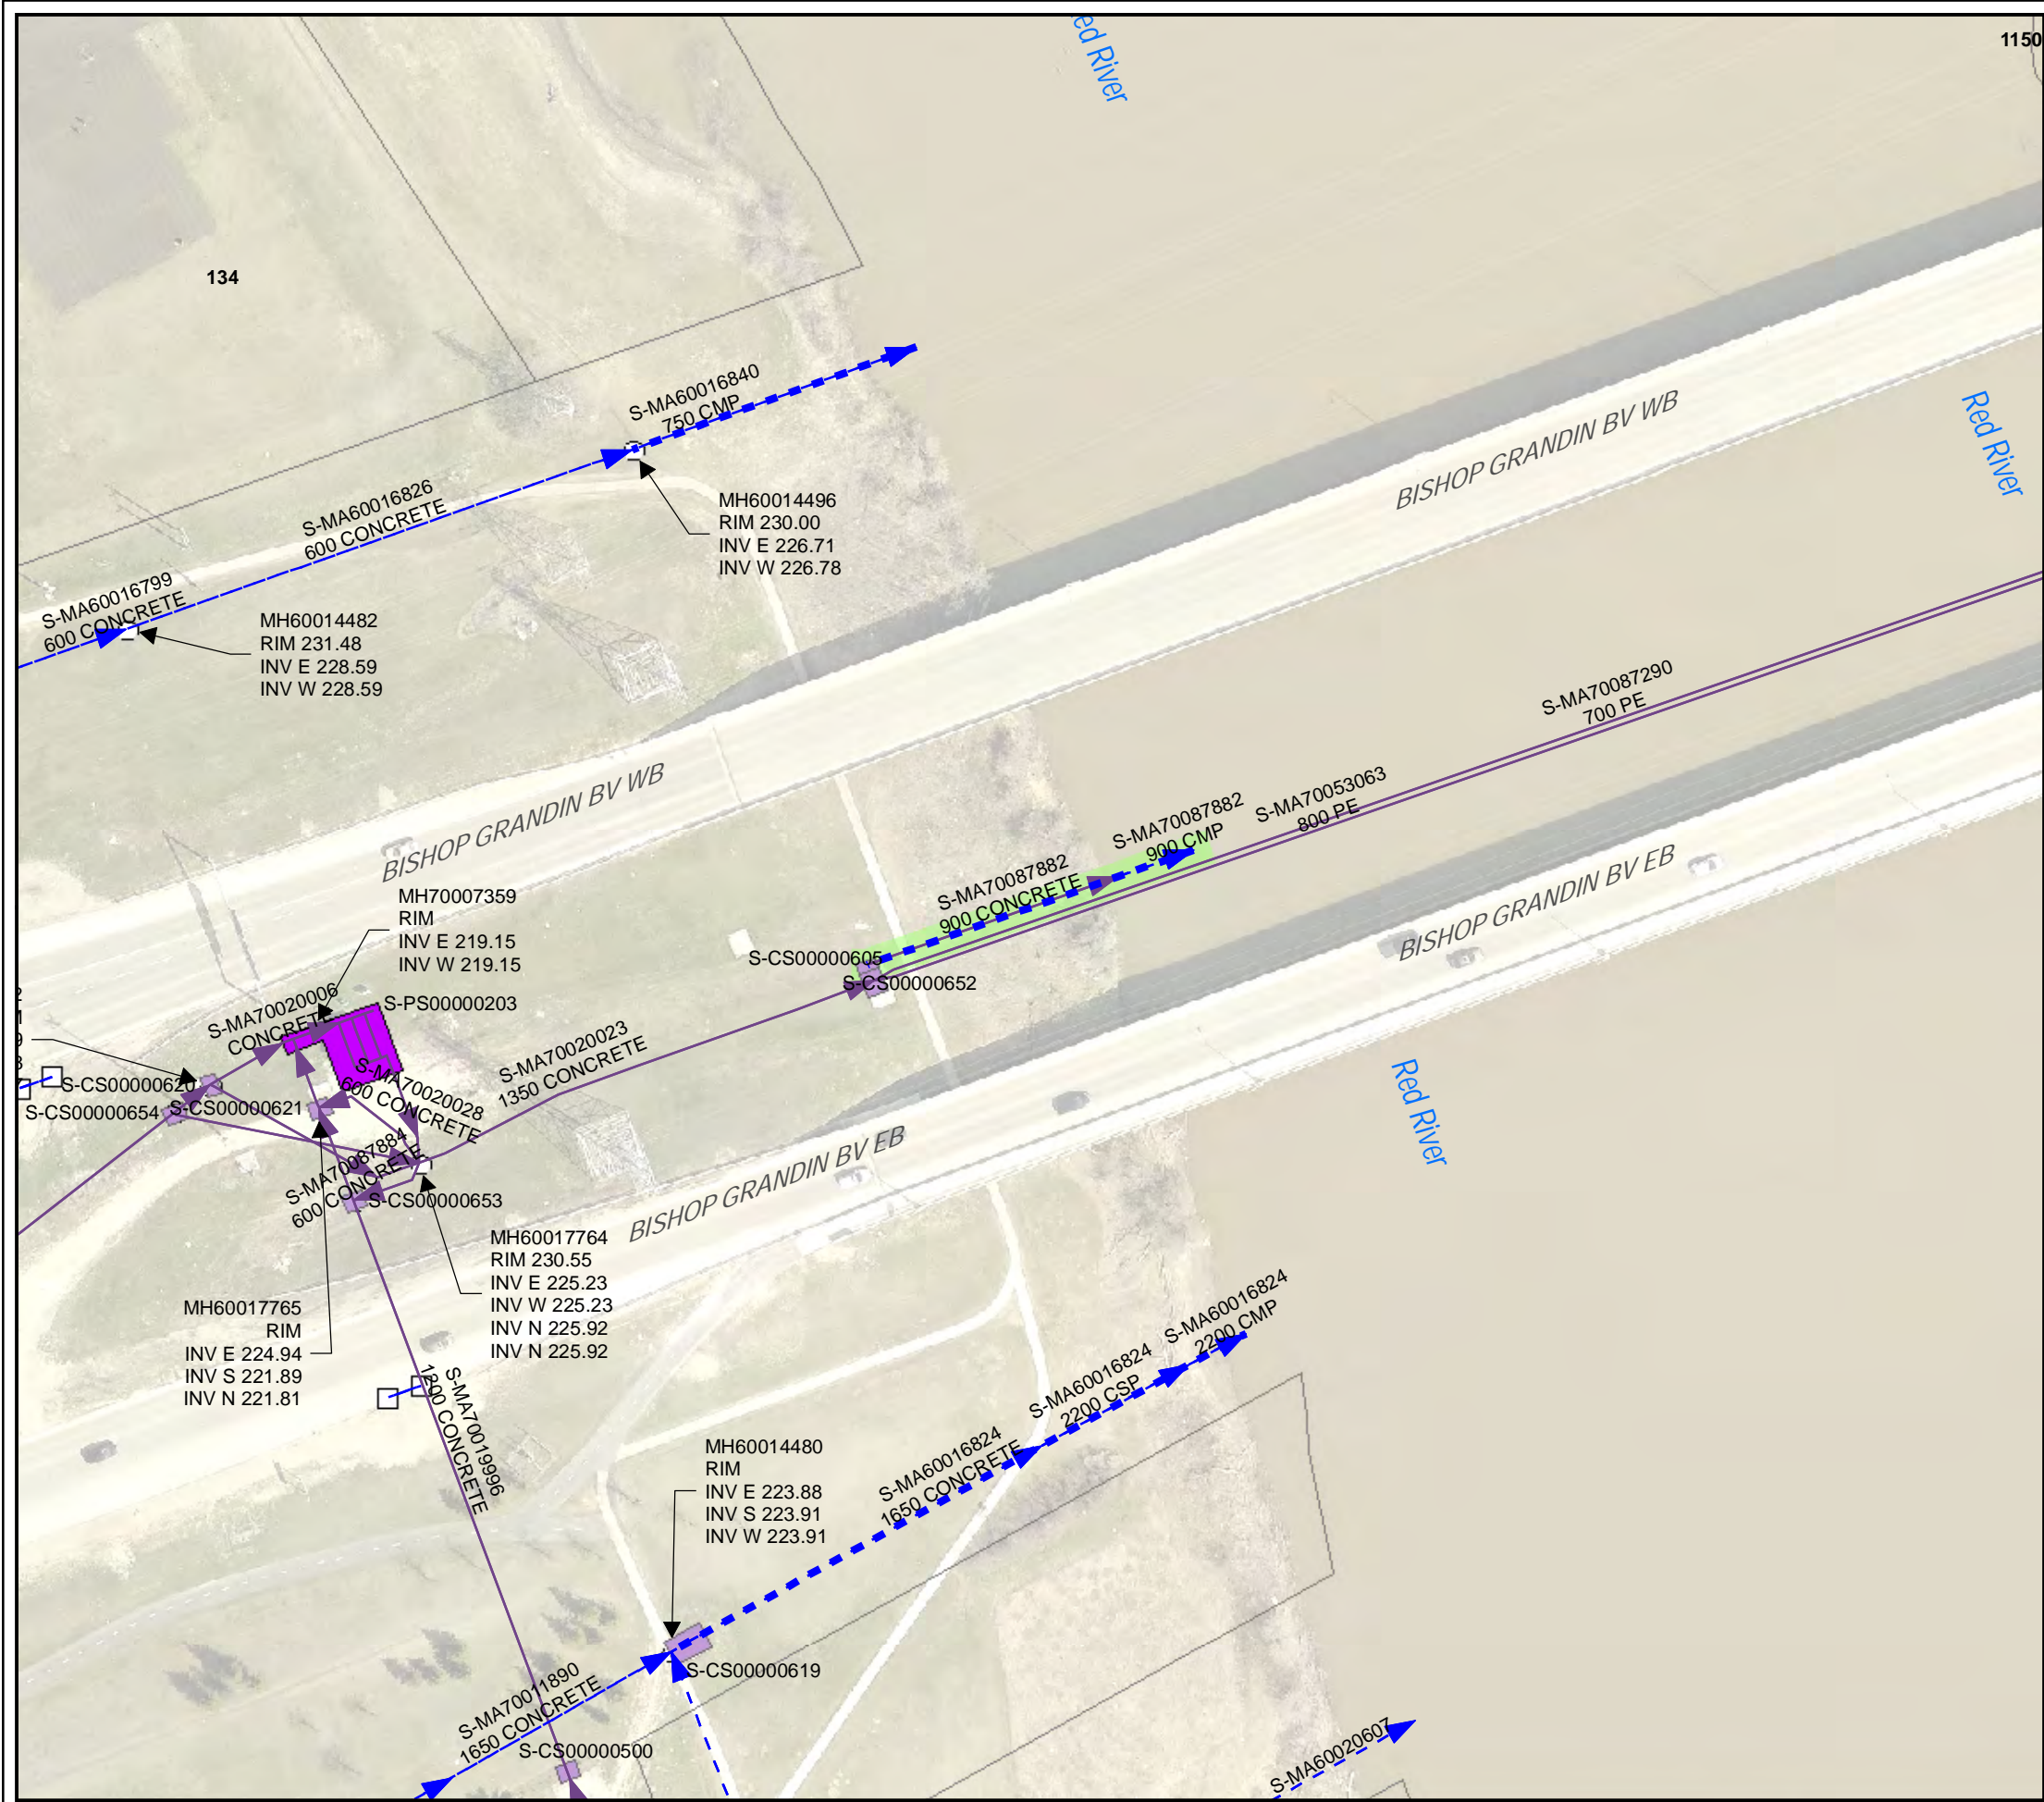 ed River
1150
134
S-MA60016840
750 CMP
Red River
BISHOP GRANDIN BV WB
S-MA60016826
600 CONCRETE
MH60014496
RIM 230.00
INV E 226.71
INV W 226.78
S-MA60016799
600 CONCRETE
MH60014482
RIM 231.48
INV E 228.59
INV W 228.59
S-MA70087290
700 PE
BISHOP GRANDIN BV WB
S-MA70053063
800 PE
S-MA70087882
900 CMP
S-MA70087882
900 CONCRETE
BISHOP GRANDIN BV EB
MH70007359
RIM
INV E 219.15
INV W 219.15
S-CS00000605
S-CS00000652
S-MA70020006
CONCRETE
S-PS00000203
S-MA70020023
1350 CONCRETE
S-CS00000620
S-CS00000654
S-CS00000621
S-MA70020028
600 CONCRETE
Red River
S-MA70087884
600 CONCRETE
S-CS00000653
BISHOP GRANDIN BV EB
MH60017764
RIM 230.55
INV E 225.23
INV W 225.23
INV N 225.92
INV N 225.92
MH60017765
RIM
INV E 224.94
INV S 221.89
INV N 221.81
S-MA60016824
2200 CMP
S-MA60016824
2200 CSP
S-MA70019996
1200 CONCRETE
MH60014480
RIM
INV E 223.88
INV S 223.91
INV W 223.91
S-MA60016824
1650 CONCRETE
S-CS00000619
S-MA70011890
1650 CONCRETE
S-CS00000500
S-MA60020607